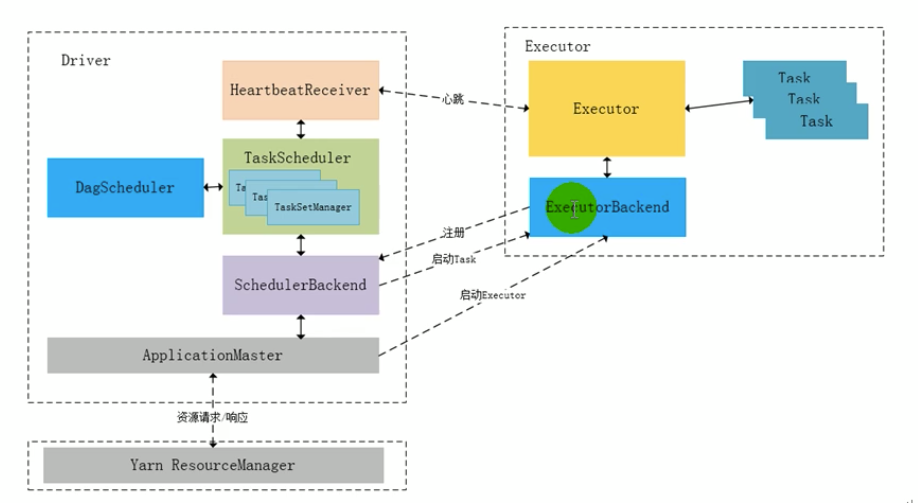 Driver
HeartbeatReceiver
TaskScheduler
TaskSetManager
DagScheduler
SchedulerBackend
ApplicationMaster
资源请求/响应
Yarn ResourceManager
心跳
注册
启动Task
启动Executor
Executor
Executor
Task
Task
Task
ExecutorBackend